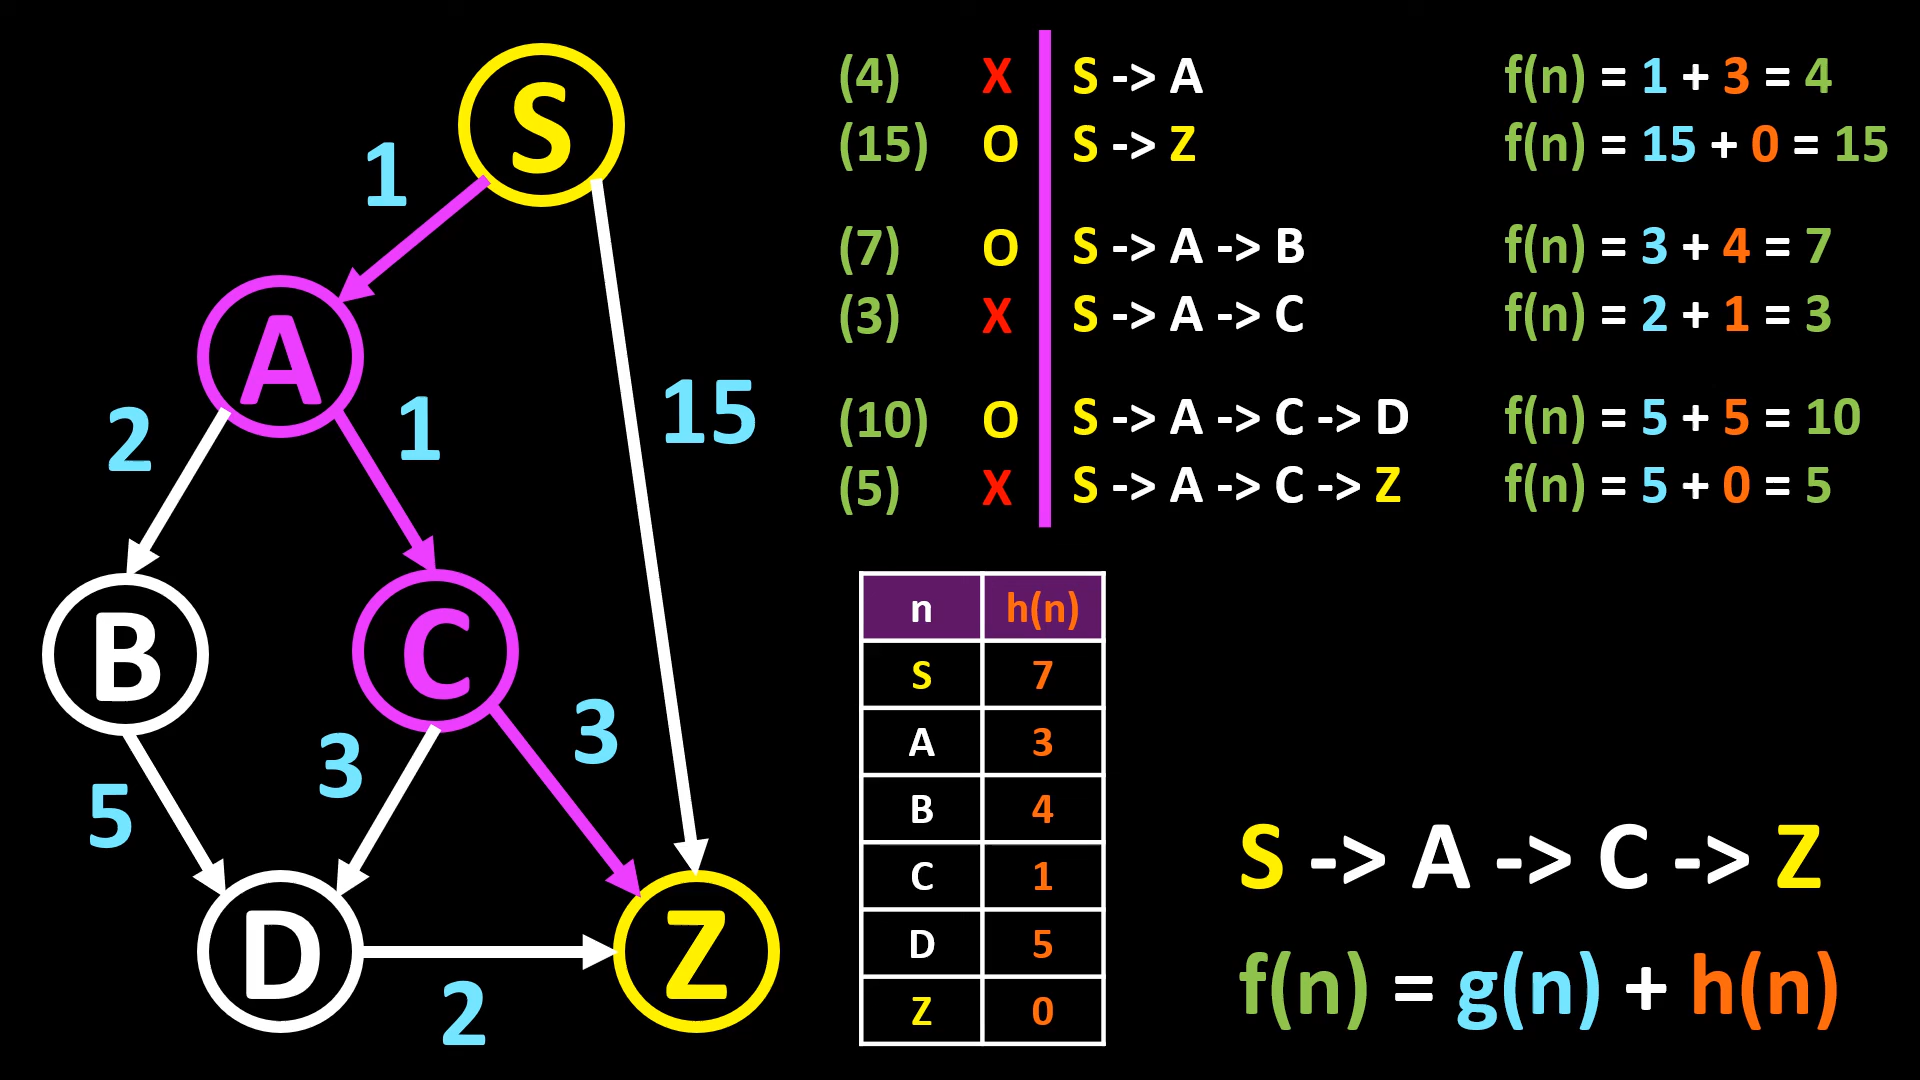 S
1
A
15
2
1
B
C
3
3
5
D
Z
2
(4) X S -> A f(n) = 1 + 3 = 4
(15) O S -> Z f(n) = 15 + 0 = 15
(7) O S -> A -> B f(n) = 3 + 4 = 7
(3) X S -> A -> C f(n) = 2 + 1 = 3
(10) O S -> A -> C -> D f(n) = 5 + 5 = 10
(5) X S -> A -> C -> Z f(n) = 5 + 0 = 5
n h(n)
S 7
A 3
B 4
C 1
D 5
Z 0
S -> A -> C -> Z
f(n) = g(n) + h(n)